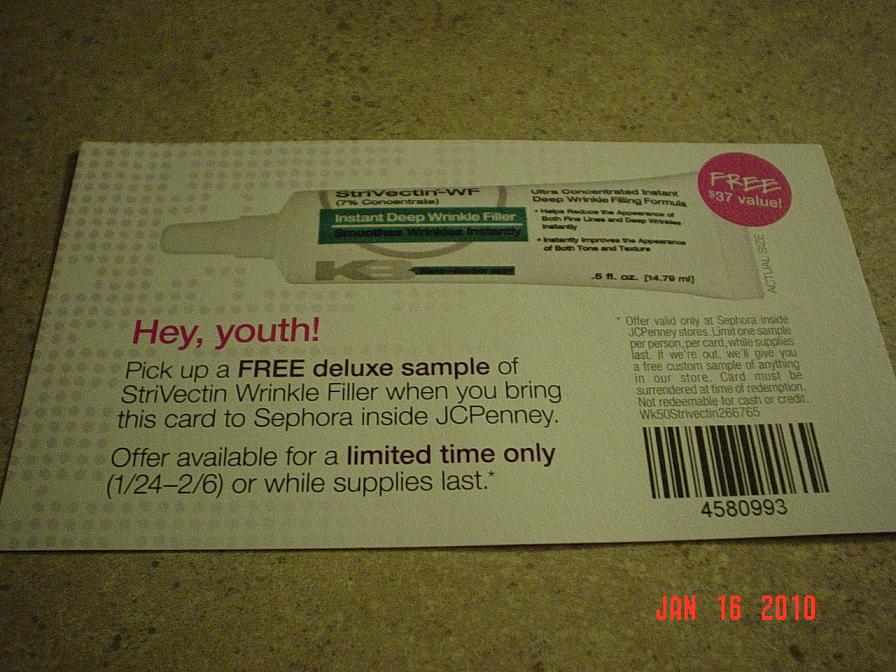 StriVectin-WF
(7% Concentrate)
Instant Deep Wrinkle Filler
Smoothes Wrinkles Instantly
Ultra Concentrated Instant
Deep Wrinkle Filling Formula
• Helps Reduce the Appearance of
Both Fine Lines and Deep Wrinkles
Instantly
• Instantly Improves the Appearance
of Both Tone and Texture
.5 fl. oz. [14.79 ml]
FREE
$37 value!
ACTUAL SIZE
Hey, youth!
Pick up a FREE deluxe sample of
StriVectin Wrinkle Filler when you bring
this card to Sephora inside JCPenney.
Offer available for a limited time only
(1/24–2/6) or while supplies last.*
* Offer valid only at Sephora inside
JCPenney stores. Limit one sample
per person, per card, while supplies
last. If we're out, we'll give you
a free custom sample of anything
in our store. Card must be
surrendered at time of redemption.
Not redeemable for cash or credit.
Wk50Strivectin266765
4580993
JAN 16 2010